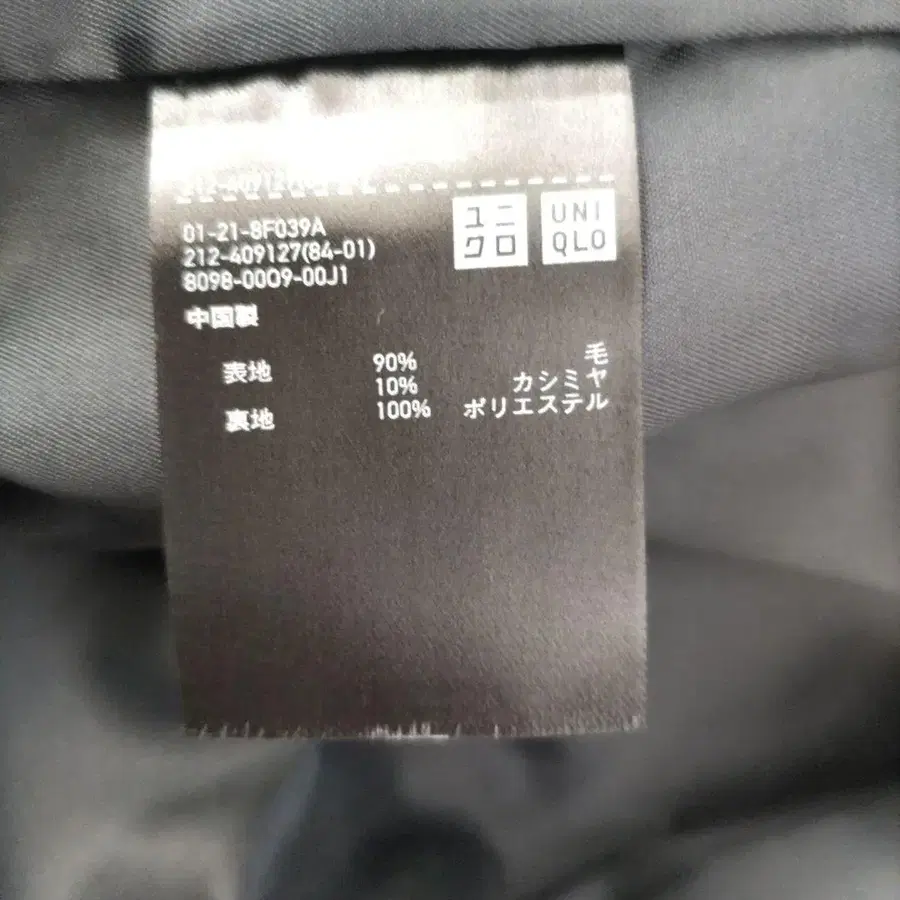 ユニ
クロ
UNI
QLO
01-21-8F039A
212-409127(84-01)
8098-0009-00J1
中国製
表地 90% 毛
10% カシミヤ
裏地 100% ポリエステル